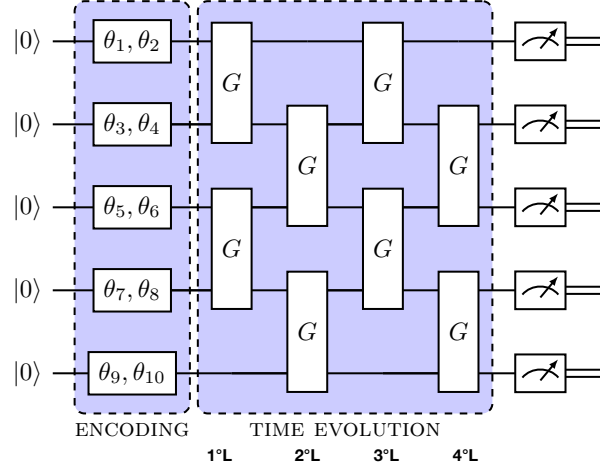 |0⟩ θ₁, θ₂
G G
|0⟩ θ₃, θ₄
G G
|0⟩ θ₅, θ₆
G G
|0⟩ θ₇, θ₈
G G
|0⟩ θ₉, θ₁₀
ENCODING TIME EVOLUTION
1°L 2°L 3°L 4°L